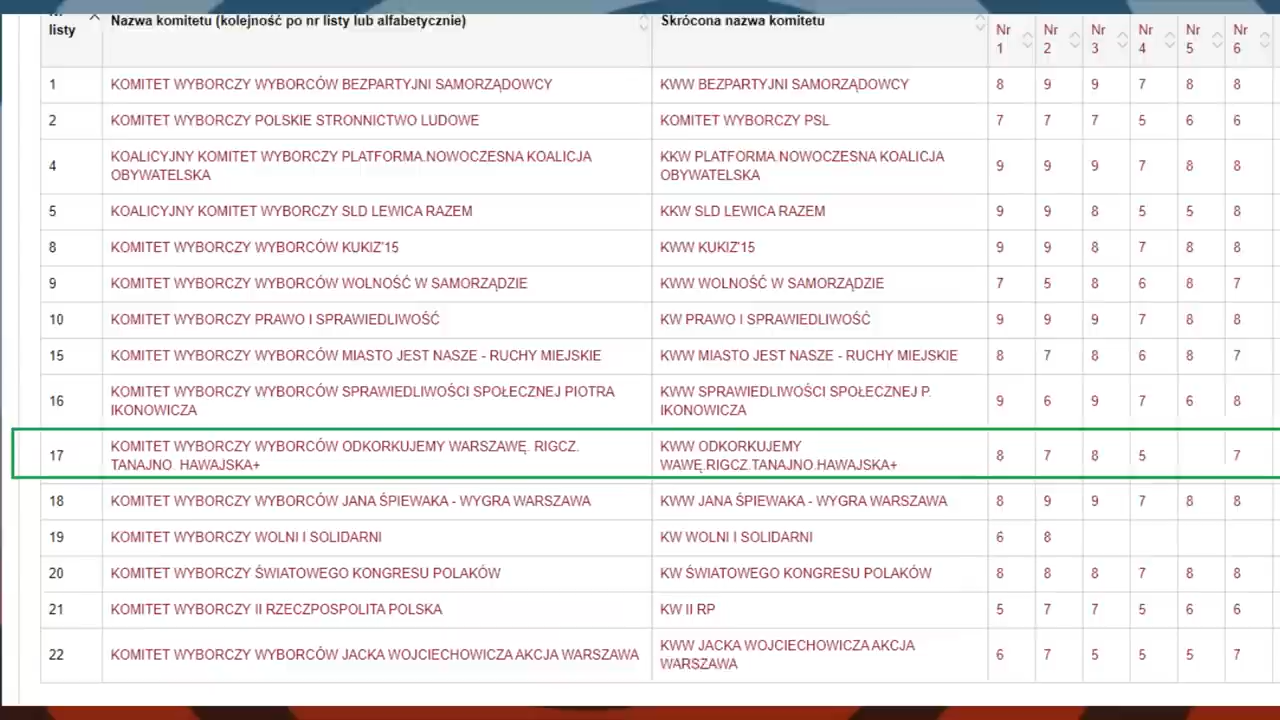 Nr
listy
Nazwa komitetu (kolejność po nr listy lub alfabetycznie)
Skrócona nazwa komitetu
Nr 1
Nr 2
Nr 3
Nr 4
Nr 5
Nr 6
1 KOMITET WYBORCZY WYBORCÓW BEZPARTYJNI SAMORZĄDOWCY KWW BEZPARTYJNI SAMORZĄDOWCY 8 9 9 7 8 8
2 KOMITET WYBORCZY POLSKIE STRONNICTWO LUDOWE KOMITET WYBORCZY PSL 7 7 7 5 6 6
4 KOALICYJNY KOMITET WYBORCZY PLATFORMA.NOWOCZESNA KOALICJA
OBYWATELSKA
KKW PLATFORMA.NOWOCZESNA KOALICJA
OBYWATELSKA
9 9 9 7 8 8
5 KOALICYJNY KOMITET WYBORCZY SLD LEWICA RAZEM KKW SLD LEWICA RAZEM 9 9 8 5 5 8
8 KOMITET WYBORCZY WYBORCÓW KUKIZ'15 KWW KUKIZ'15 9 9 8 7 8 8
9 KOMITET WYBORCZY WYBORCÓW WOLNOŚĆ W SAMORZĄDZIE KWW WOLNOŚĆ W SAMORZĄDZIE 7 5 8 6 8 7
10 KOMITET WYBORCZY PRAWO I SPRAWIEDLIWOŚĆ KW PRAWO I SPRAWIEDLIWOŚĆ 9 9 9 7 8 8
15 KOMITET WYBORCZY WYBORCÓW MIASTO JEST NASZE - RUCHY MIEJSKIE KWW MIASTO JEST NASZE - RUCHY MIEJSKIE 8 7 8 6 8 7
16 KOMITET WYBORCZY WYBORCÓW SPRAWIEDLIWOŚCI SPOŁECZNEJ PIOTRA
IKONOWICZA
KWW SPRAWIEDLIWOŚCI SPOŁECZNEJ P.
IKONOWICZA
9 6 9 7 6 8
17 KOMITET WYBORCZY WYBORCÓW ODKORKUJEMY WARSZAWĘ. RIGCZ.
TANAJNO. HAWAJSKA+
KWW ODKORKUJEMY
WAWĘ.RIGCZ.TANAJNO.HAWAJSKA+
8 7 8 5 7
18 KOMITET WYBORCZY WYBORCÓW JANA ŚPIEWAKA - WYGRA WARSZAWA KWW JANA ŚPIEWAKA - WYGRA WARSZAWA 8 9 9 7 8 8
19 KOMITET WYBORCZY WOLNI I SOLIDARNI KW WOLNI I SOLIDARNI 6 8
20 KOMITET WYBORCZY ŚWIATOWEGO KONGRESU POLAKÓW KW ŚWIATOWEGO KONGRESU POLAKÓW 8 8 8 7 8 8
21 KOMITET WYBORCZY II RZECZPOSPOLITA POLSKA KW II RP 5 7 7 5 6 6
22 KOMITET WYBORCZY WYBORCÓW JACKA WOJCIECHOWICZA AKCJA WARSZAWA
KWW JACKA WOJCIECHOWICZA AKCJA
WARSZAWA
6 7 5 5 5 7